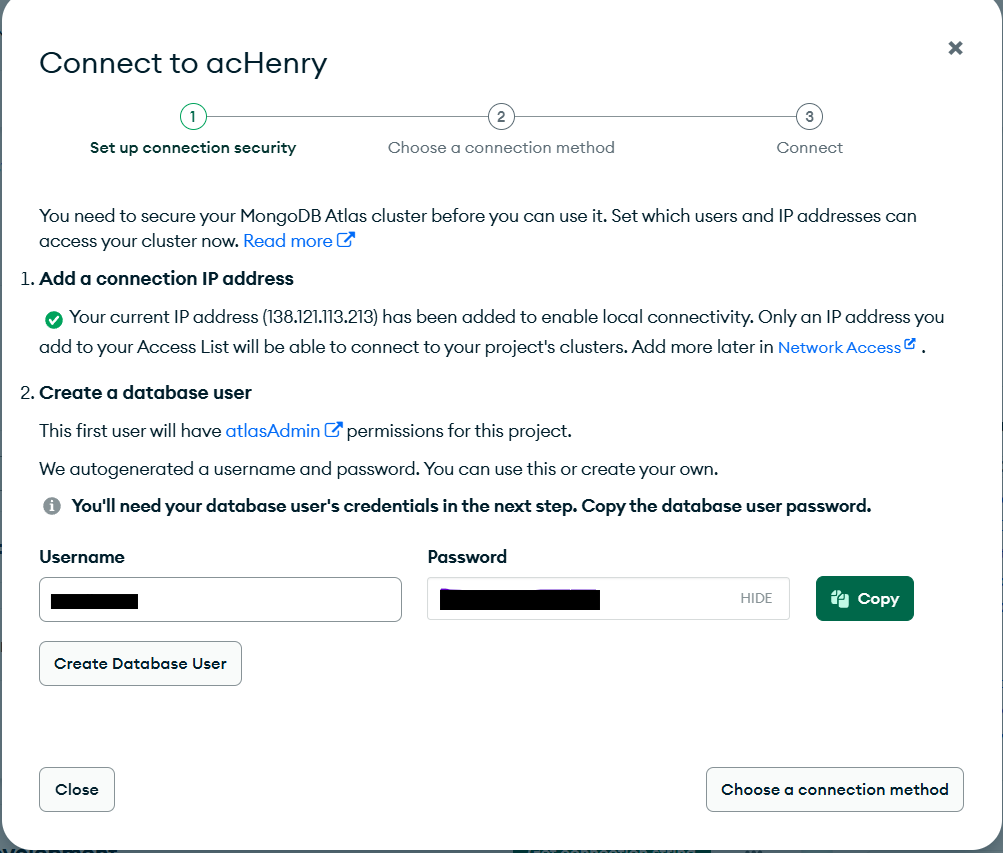 Connect to acHenry
1
2
3
Set up connection security
Choose a connection method
Connect
You need to secure your MongoDB Atlas cluster before you can use it. Set which users and IP addresses can
access your cluster now. Read more
1. Add a connection IP address
Your current IP address (138.121.113.213) has been added to enable local connectivity. Only an IP address you
add to your Access List will be able to connect to your project's clusters. Add more later in Network Access .
2. Create a database user
This first user will have atlasAdmin permissions for this project.
We autogenerated a username and password. You can use this or create your own.
You'll need your database user's credentials in the next step. Copy the database user password.
Username
Password
HIDE
Copy
Create Database User
Close
Choose a connection method